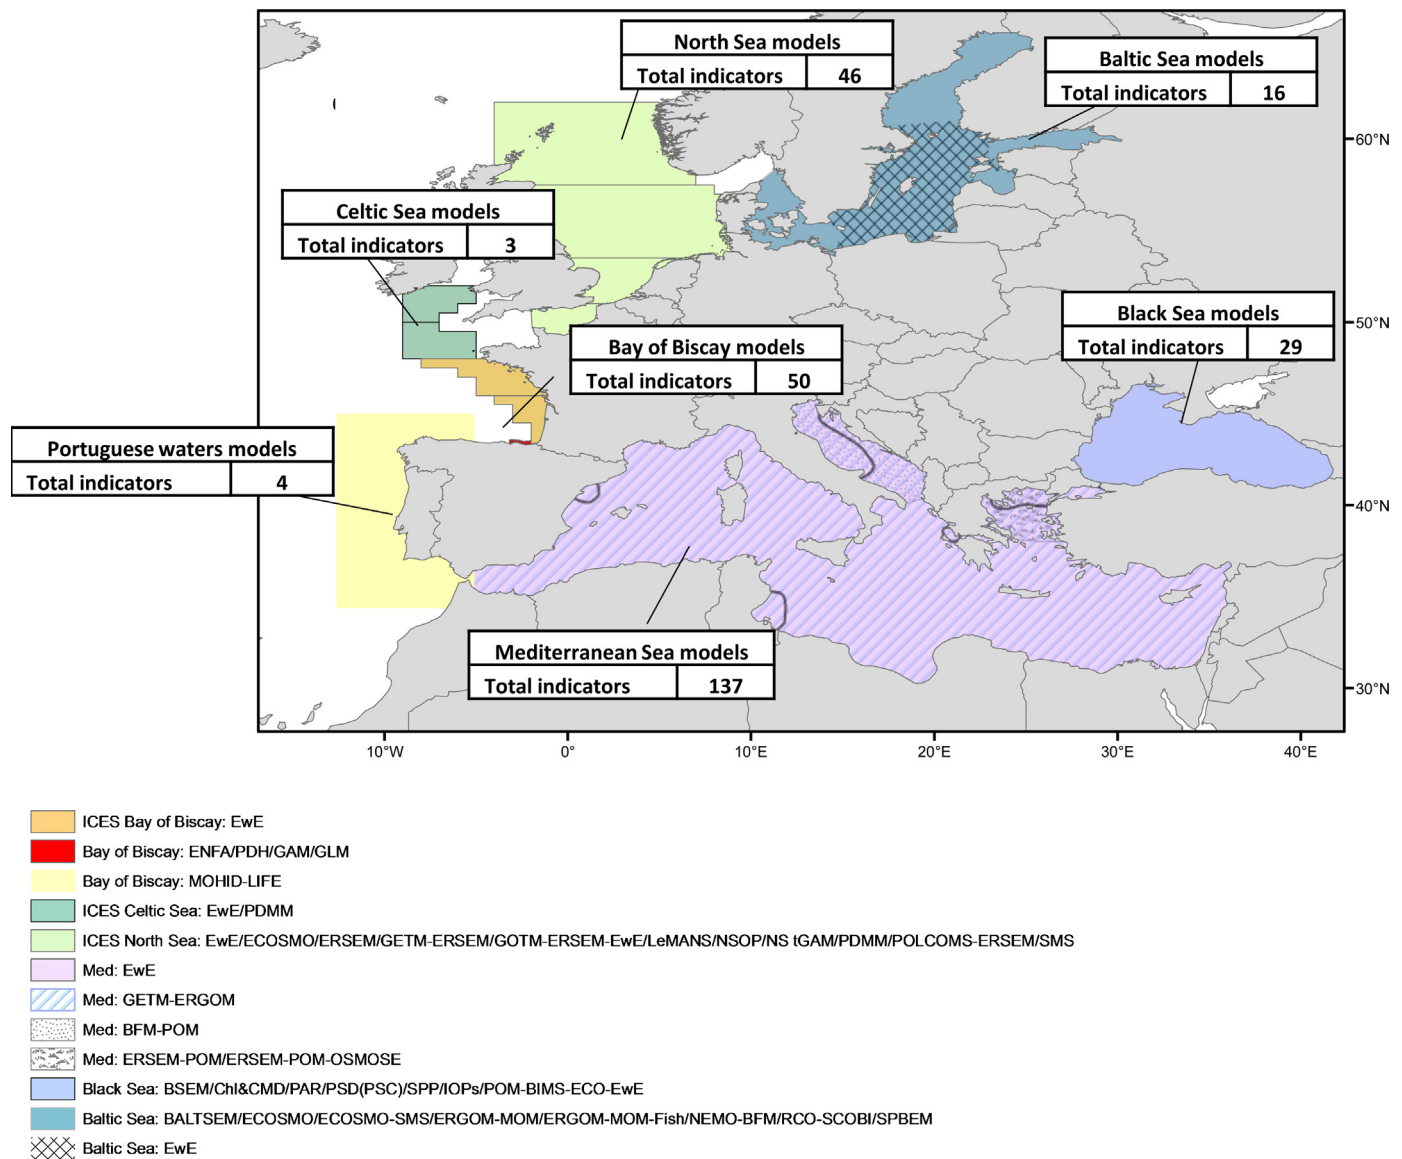 North Sea models
Total indicators 46
Baltic Sea models
Total indicators 16
60°N
Celtic Sea models
Total indicators 3
50°N
Black Sea models
Total indicators 29
Bay of Biscay models
Total indicators 50
Portuguese waters models
Total indicators 4
40°N
Mediterranean Sea models
Total indicators 137
30°N
10°W 0° 10°E 20°E 30°E 40°E
ICES Bay of Biscay: EwE
Bay of Biscay: ENFA/PDH/GAM/GLM
Bay of Biscay: MOHID-LIFE
ICES Celtic Sea: EwE/PDMM
ICES North Sea: EwE/ECOSMO/ERSEM/GETM-ERSEM/GOTM-ERSEM-EwE/LeMANS/NSOP/NS tGAM/PDMM/POLCOMS-ERSEM/SMS
Med: EwE
Med: GETM-ERGOM
Med: BFM-POM
Med: ERSEM-POM/ERSEM-POM-OSMOSE
Black Sea: BSEM/Chl&CMD/PAR/PSD(PSC)/SPP/IOPs/POM-BIMS-ECO-EwE
Baltic Sea: BALTSEM/ECOSMO/ECOSMO-SMS/ERGOM-MOM/ERGOM-MOM-Fish/NEMO-BFM/RCO-SCOBI/SPBEM
Baltic Sea: EwE